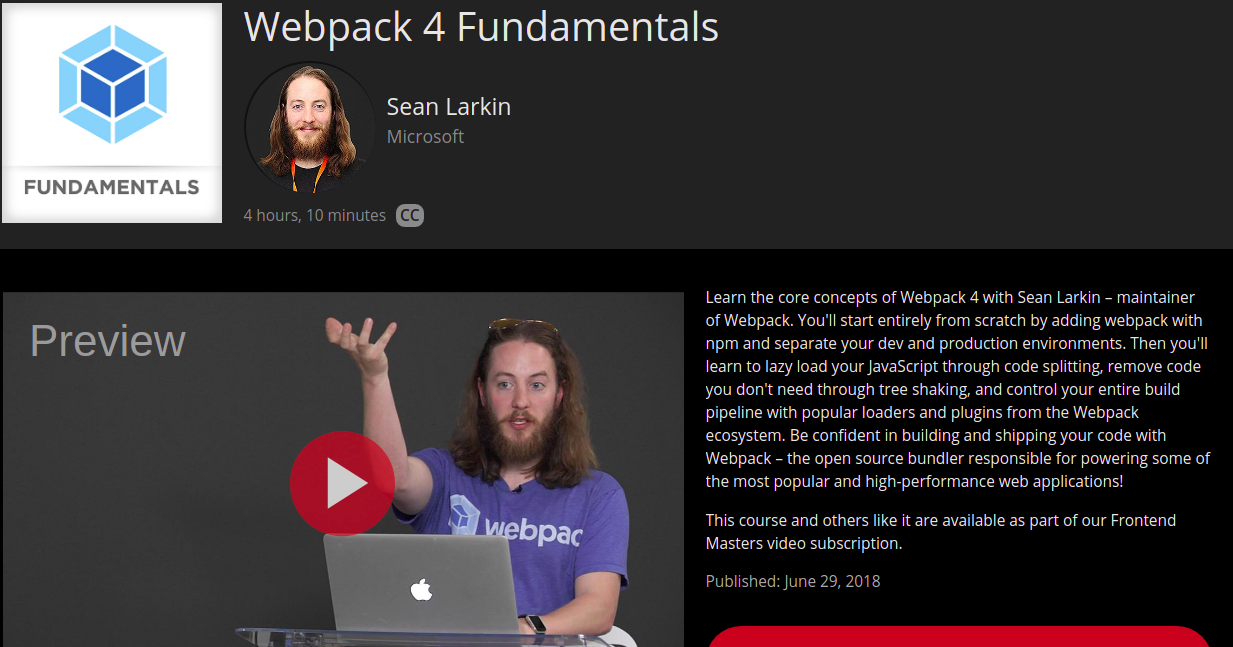 Webpack 4 Fundamentals
FUNDAMENTALS
Sean Larkin
Microsoft
4 hours, 10 minutes CC
Preview
webpac
Learn the core concepts of Webpack 4 with Sean Larkin – maintainer
of Webpack. You'll start entirely from scratch by adding webpack with
npm and separate your dev and production environments. Then you'll
learn to lazy load your JavaScript through code splitting, remove code
you don't need through tree shaking, and control your entire build
pipeline with popular loaders and plugins from the Webpack
ecosystem. Be confident in building and shipping your code with
Webpack – the open source bundler responsible for powering some of
the most popular and high-performance web applications!
This course and others like it are available as part of our Frontend
Masters video subscription.
Published: June 29, 2018